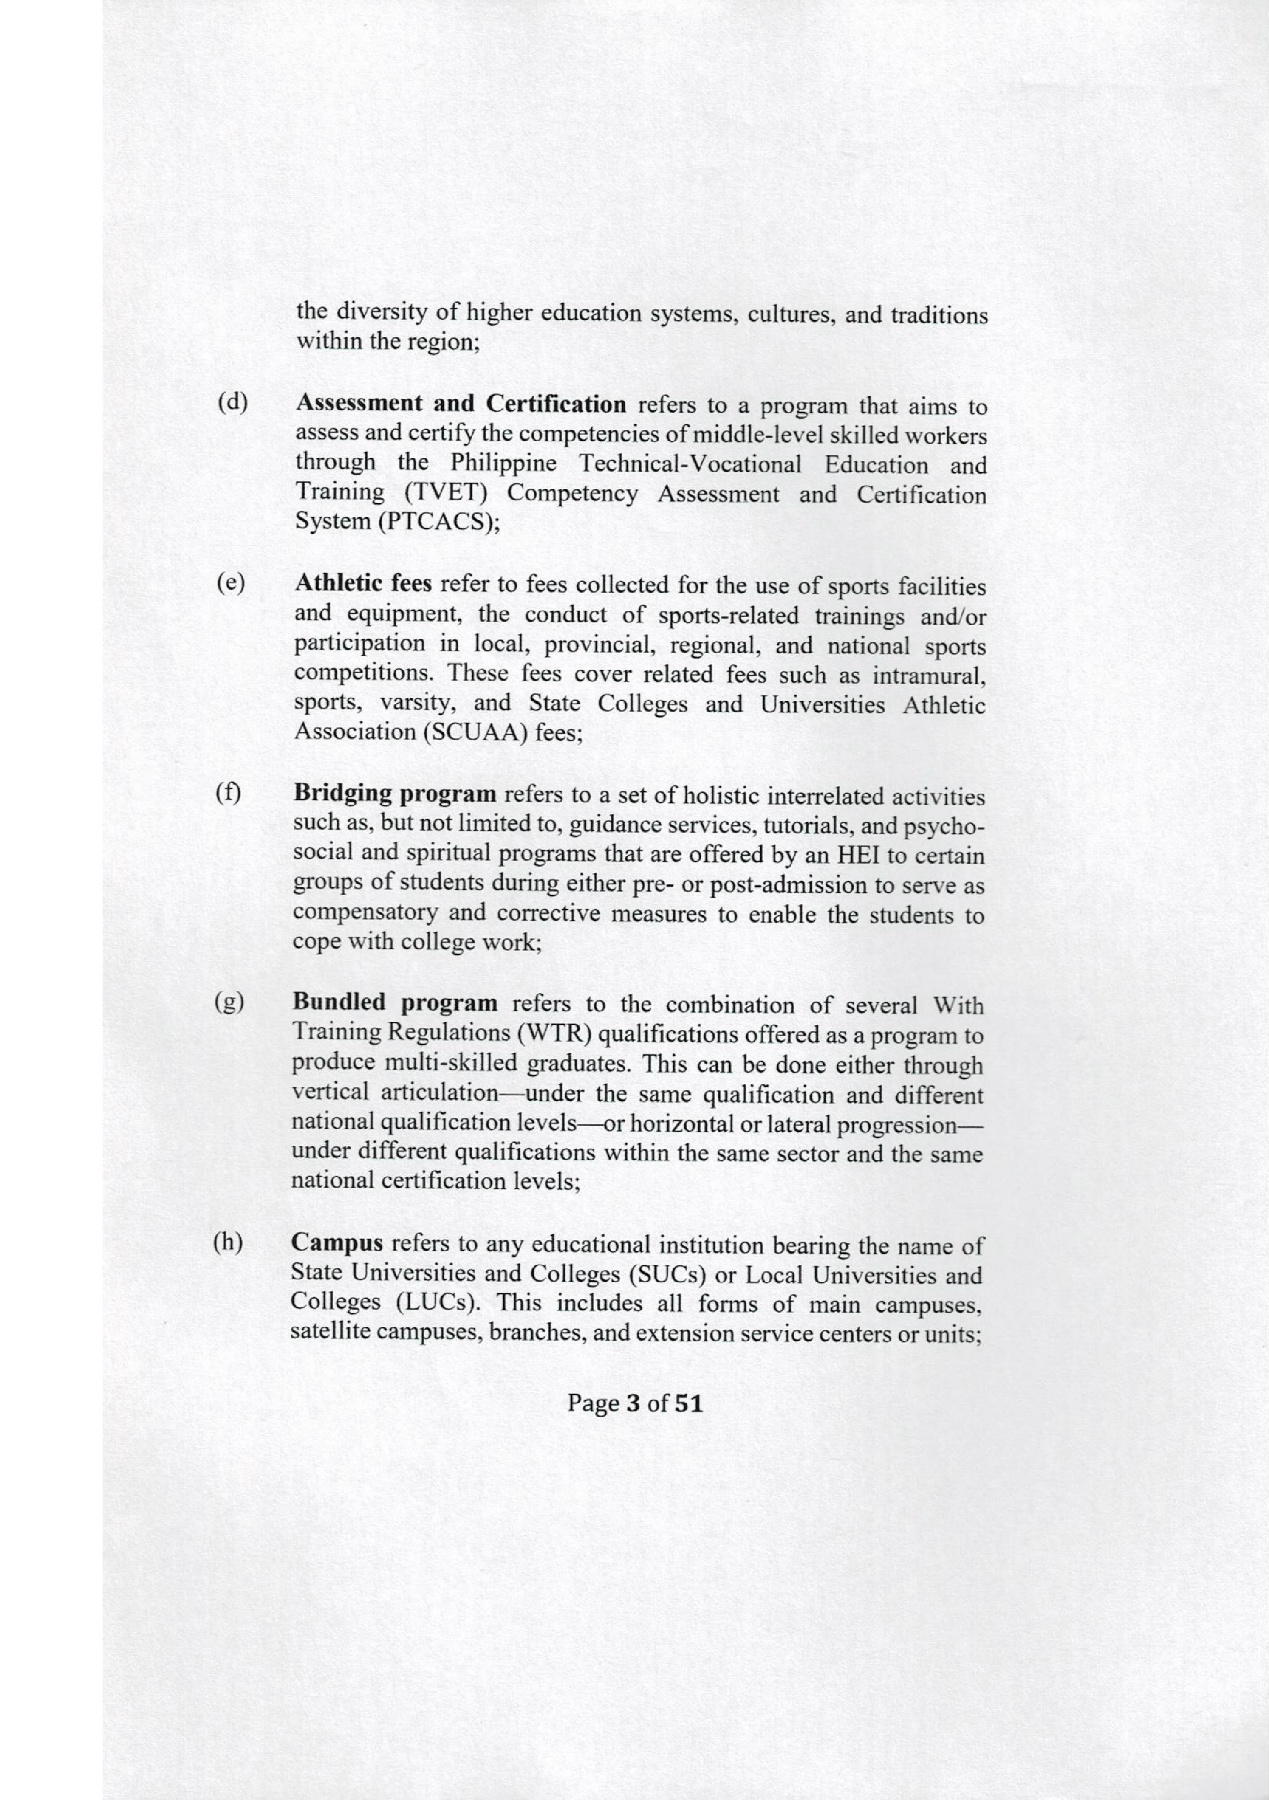 the diversity of higher education systems, cultures, and traditions
within the region;
(d) Assessment and Certification refers to a program that aims to
assess and certify the competencies of middle-level skilled workers
through the Philippine Technical-Vocational Education and
Training (TVET) Competency Assessment and Certification
System (PTCACS);
(e) Athletic fees refer to fees collected for the use of sports facilities
and equipment, the conduct of sports-related trainings and/or
participation in local, provincial, regional, and national sports
competitions. These fees cover related fees such as intramural,
sports, varsity, and State Colleges and Universities Athletic
Association (SCUAA) fees;
(f) Bridging program refers to a set of holistic interrelated activities
such as, but not limited to, guidance services, tutorials, and psycho-
social and spiritual programs that are offered by an HEI to certain
groups of students during either pre- or post-admission to serve as
compensatory and corrective measures to enable the students to
cope with college work;
(g) Bundled program refers to the combination of several With
Training Regulations (WTR) qualifications offered as a program to
produce multi-skilled graduates. This can be done either through
vertical articulation—under the same qualification and different
national qualification levels—or horizontal or lateral progression—
under different qualifications within the same sector and the same
national certification levels;
(h) Campus refers to any educational institution bearing the name of
State Universities and Colleges (SUCs) or Local Universities and
Colleges (LUCs). This includes all forms of main campuses,
satellite campuses, branches, and extension service centers or units;
Page 3 of 51